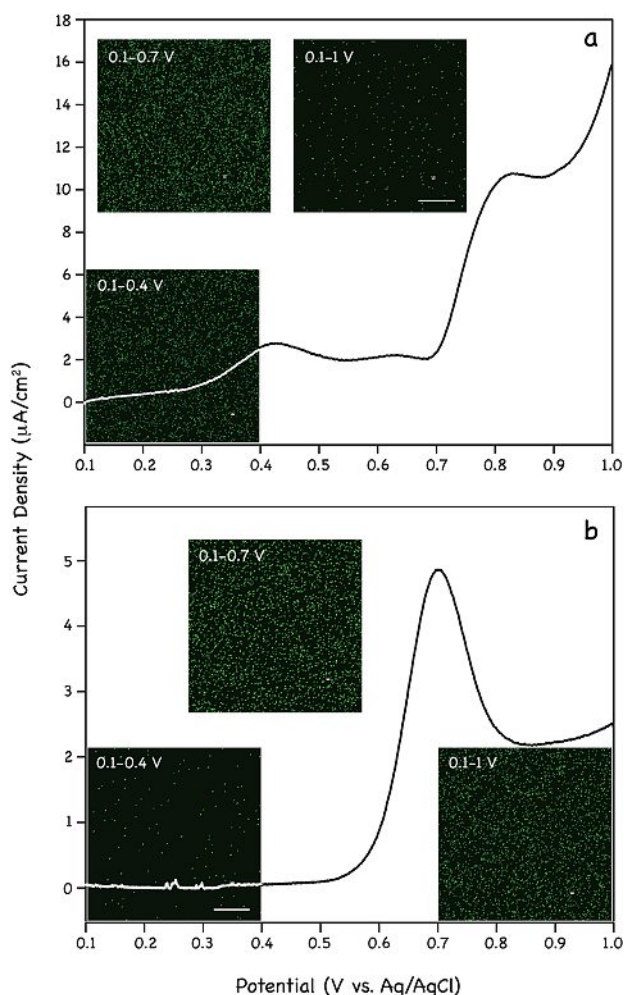 18
a
0.1–0.7 V
0.1–1 V
16
14
12
10
8
6
0.1–0.4 V
4
2
0
0.1 0.2 0.3 0.4 0.5 0.6 0.7 0.8 0.9 1.0
Current Density (µA/cm²)
b
0.1–0.7 V
5
4
3
2
0.1–0.4 V
0.1–1 V
1
0
0.1 0.2 0.3 0.4 0.5 0.6 0.7 0.8 0.9 1.0
Potential (V vs. Ag/AgCl)